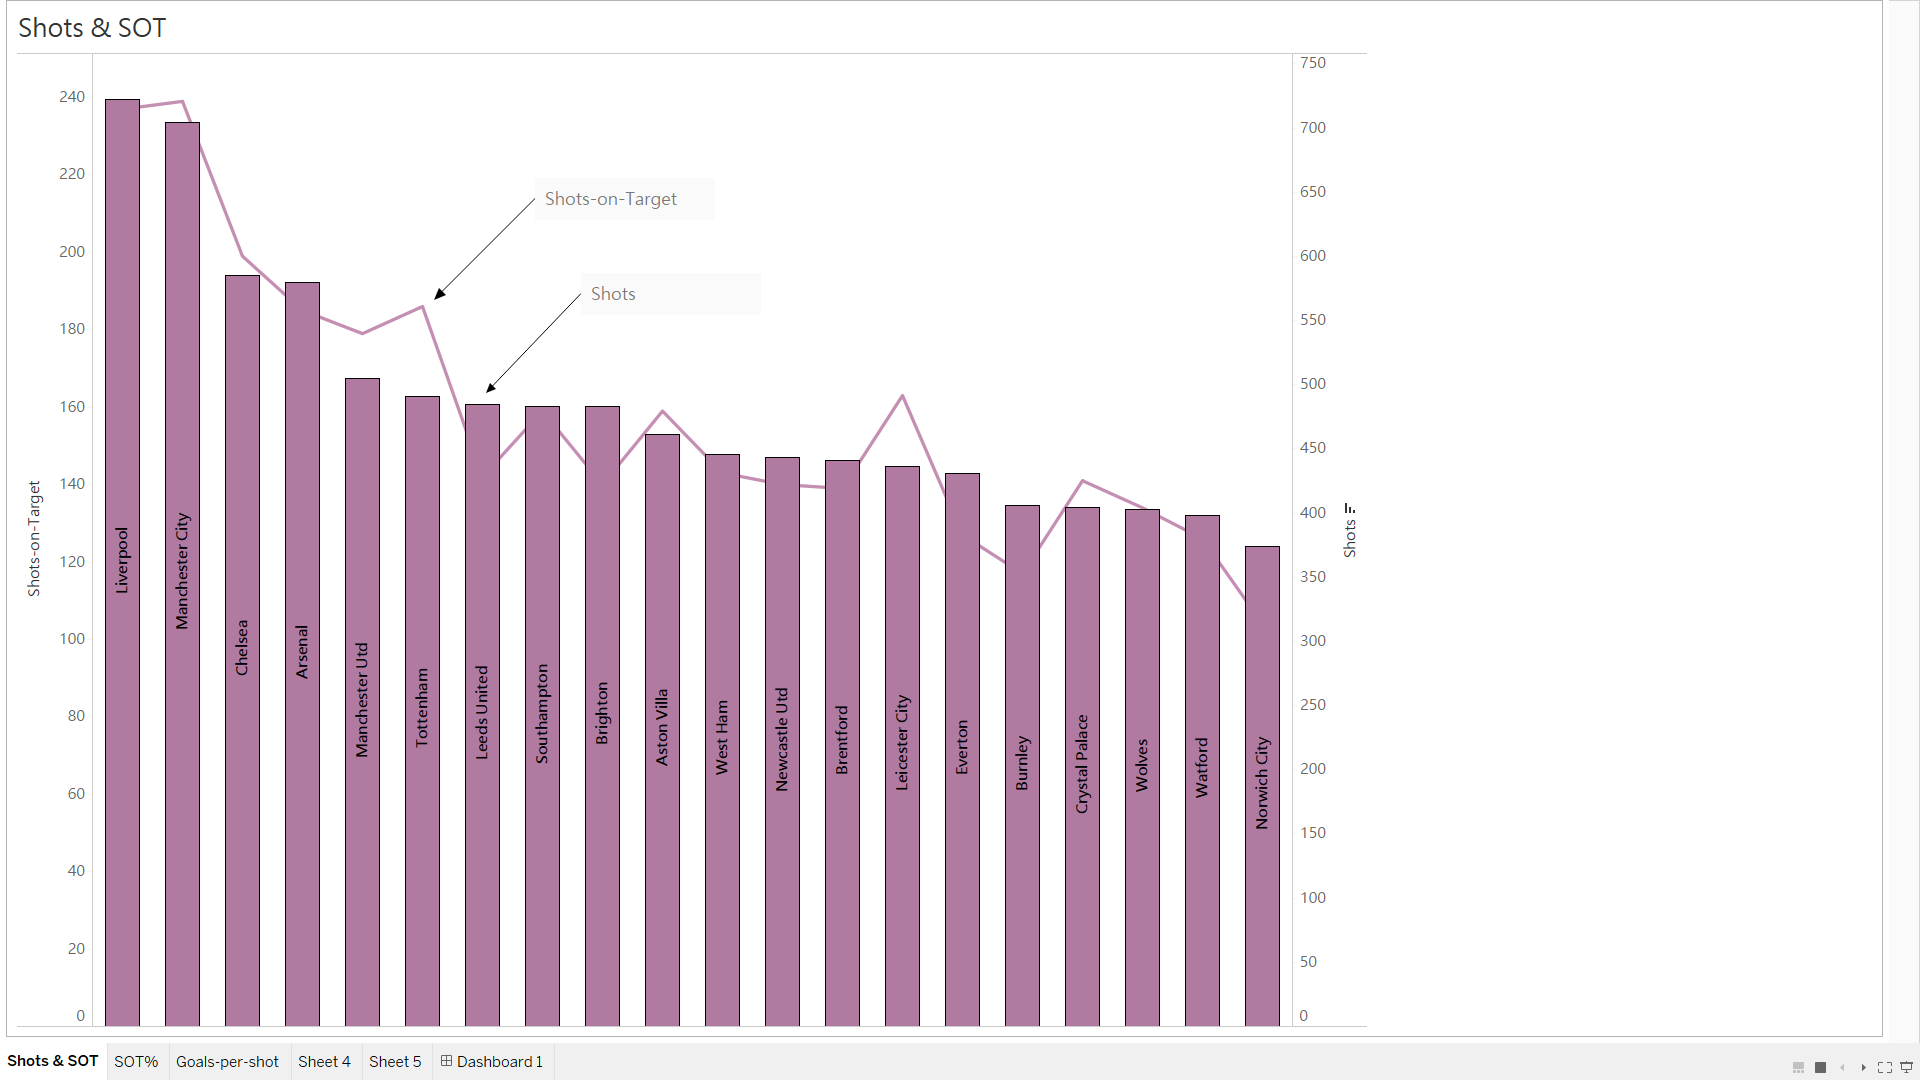 Shots & SOT
240
220
200
180
160
140
120
100
80
60
40
20
0
Shots-on-Target
Shots-on-Target
Shots
Liverpool
Manchester City
Chelsea
Arsenal
Manchester Utd
Tottenham
Leeds United
Southampton
Brighton
Aston Villa
West Ham
Newcastle Utd
Brentford
Leicester City
Everton
Burnley
Crystal Palace
Wolves
Watford
Norwich City
750
700
650
600
550
500
450
400
350
300
250
200
150
100
50
0
Shots
Shots & SOT SOT% Goals-per-shot Sheet 4 Sheet 5 Dashboard 1